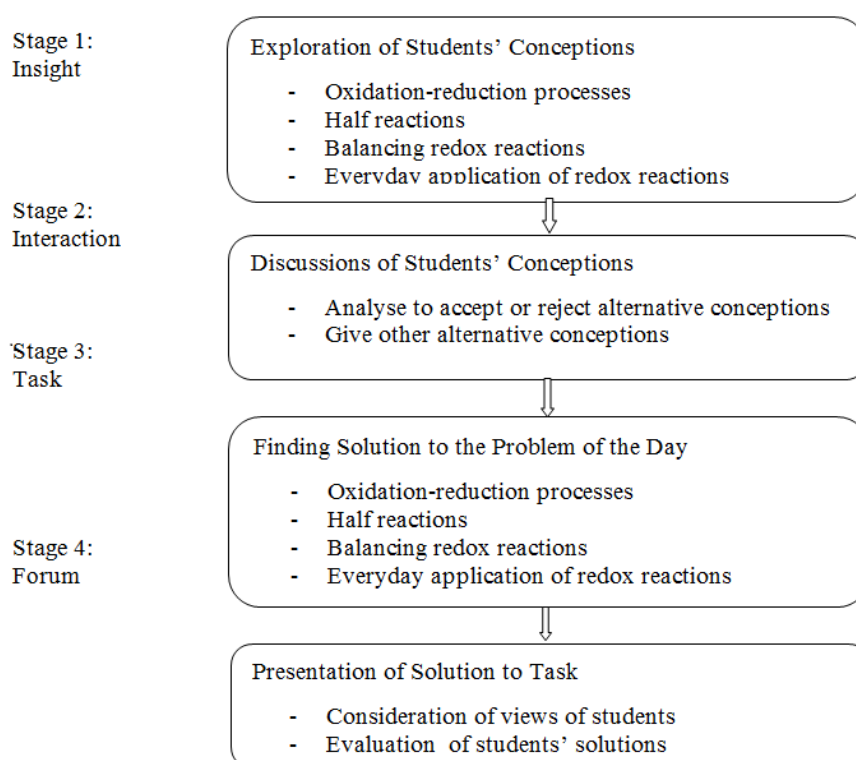 Stage 1:
Insight
Exploration of Students’ Conceptions
- Oxidation-reduction processes
- Half reactions
- Balancing redox reactions
- Everyday application of redox reactions
Stage 2:
Interaction
Discussions of Students’ Conceptions
- Analyse to accept or reject alternative conceptions
- Give other alternative conceptions
Stage 3:
Task
Finding Solution to the Problem of the Day
- Oxidation-reduction processes
- Half reactions
- Balancing redox reactions
- Everyday application of redox reactions
Stage 4:
Forum
Presentation of Solution to Task
- Consideration of views of students
- Evaluation of students’ solutions